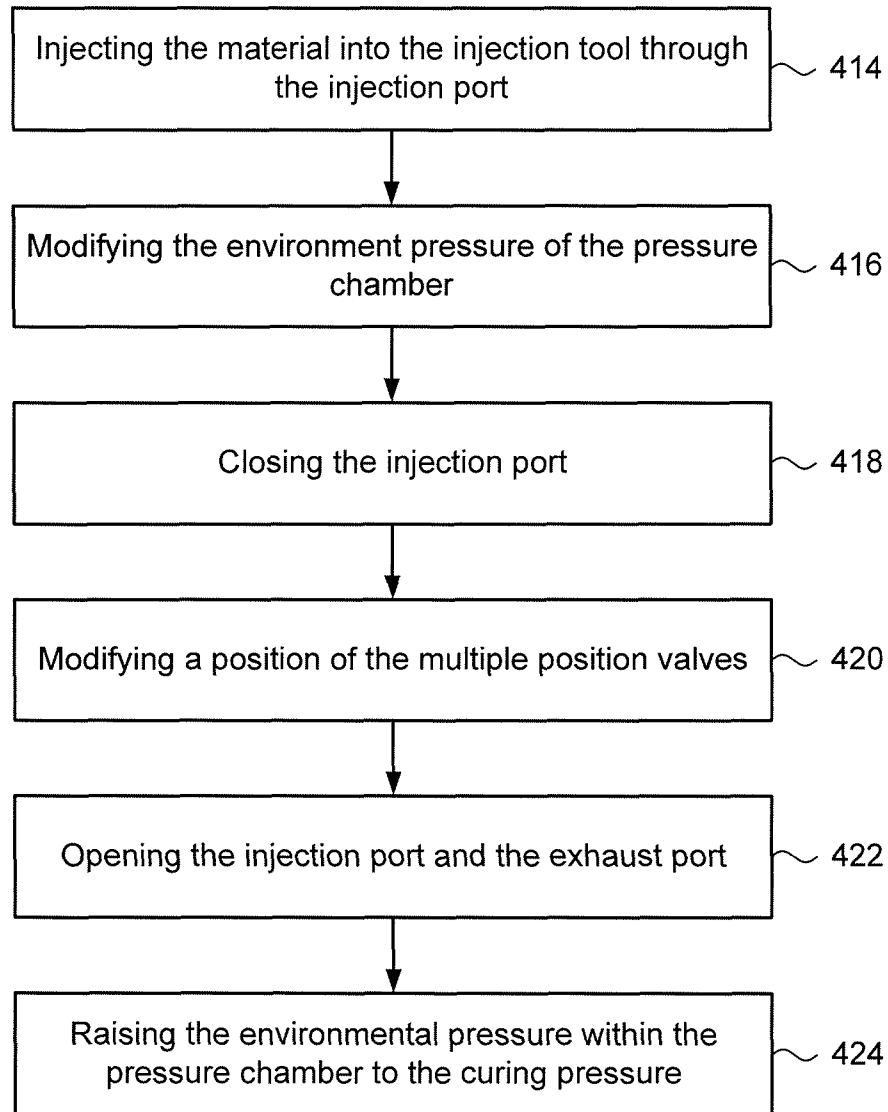 Injecting the material into the injection tool through
the injection port
414
Modifying the environment pressure of the pressure
chamber
416
Closing the injection port
418
Modifying a position of the multiple position valves
420
Opening the injection port and the exhaust port
422
Raising the environmental pressure within the
pressure chamber to the curing pressure
424